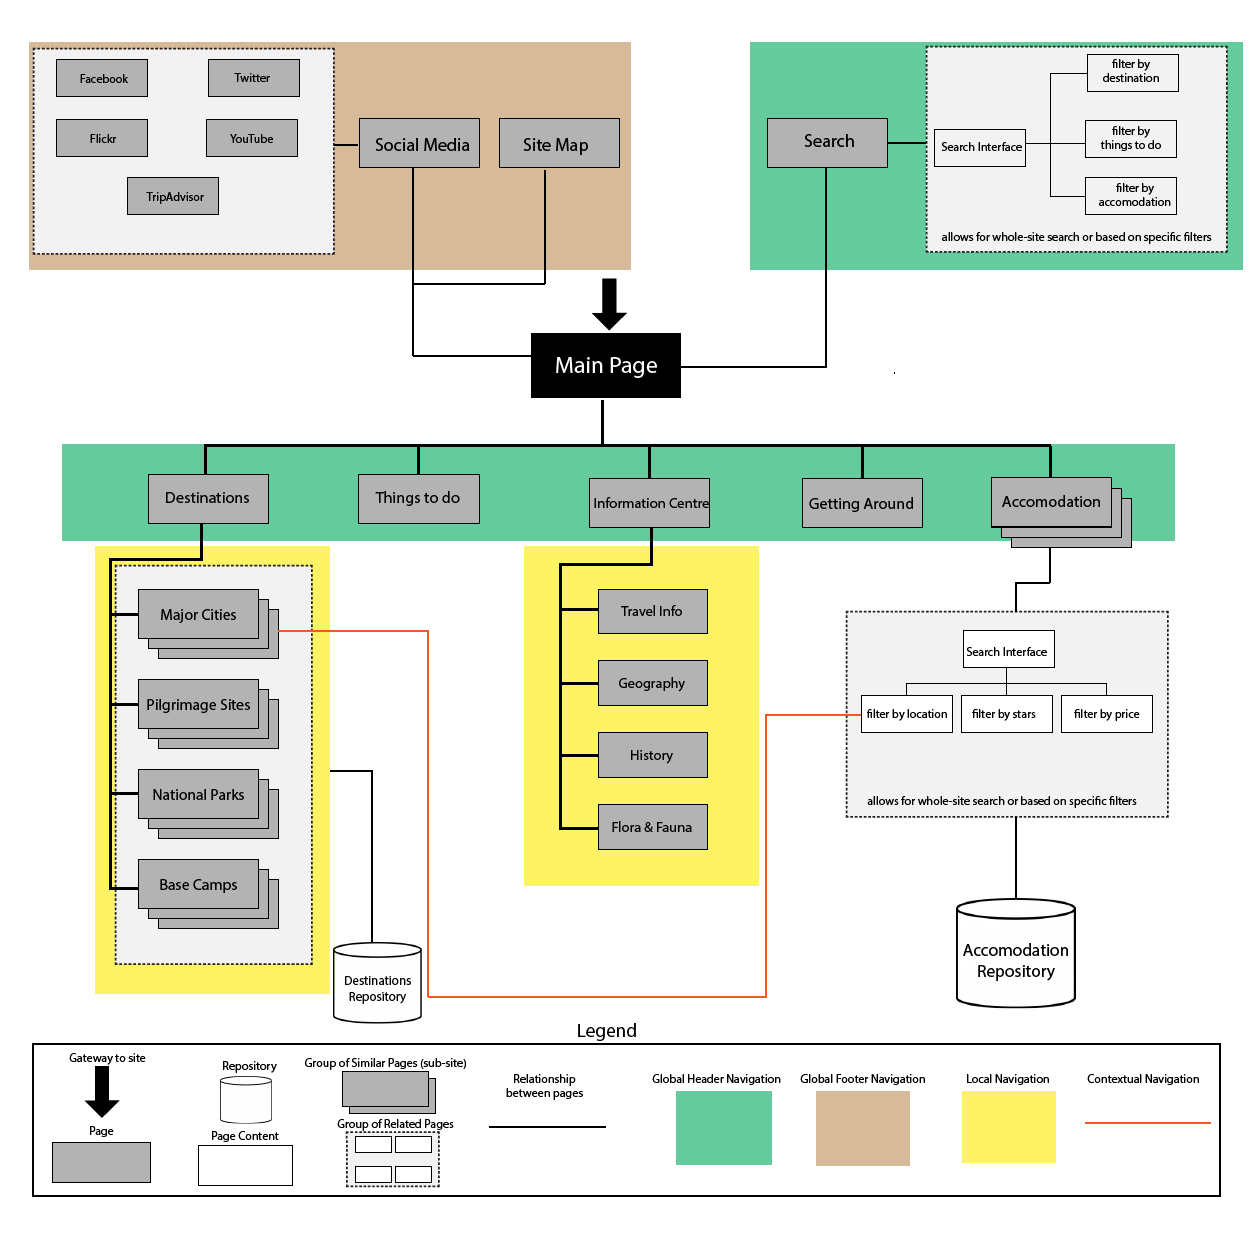 Facebook
Twitter
Flickr
YouTube
TripAdvisor
Social Media
Site Map
Search
Search Interface
filter by
destination
filter by
things to do
filter by
accomodation
allows for whole-site search or based on specific filters
Main Page
Destinations
Things to do
Information Centre
Getting Around
Accomodation
Major Cities
Pilgrimage Sites
National Parks
Base Camps
Destinations
Repository
Travel Info
Geography
History
Flora & Fauna
Search Interface
filter by location
filter by stars
filter by price
allows for whole-site search or based on specific filters
Accomodation
Repository
Legend
Gateway to site
Page
Repository
Page Content
Group of Similar Pages (sub-site)
Group of Related Pages
Relationship
between pages
Global Header Navigation
Global Footer Navigation
Local Navigation
Contextual Navigation